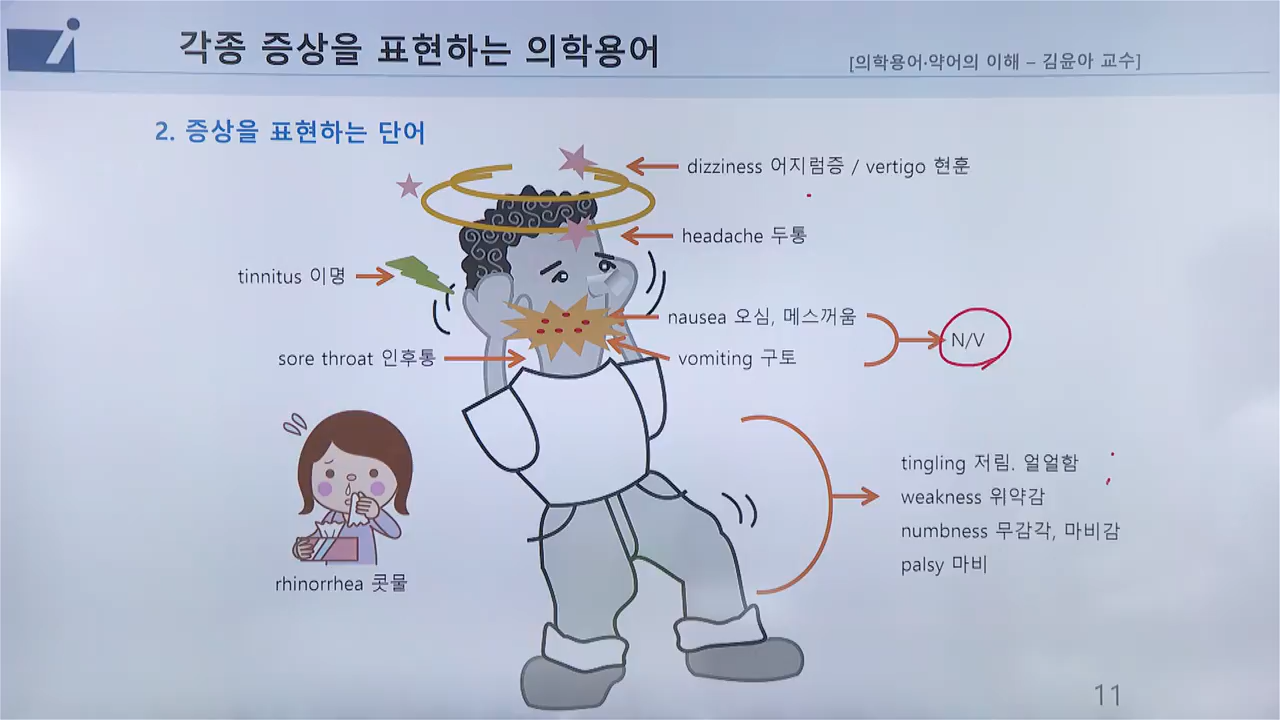 각종 증상을 표현하는 의학용어
[의학용어·약어의 이해 – 김윤아 교수]
2. 증상을 표현하는 단어
dizziness 어지럼증 / vertigo 현훈
headache 두통
tinnitus 이명
nausea 오심, 메스꺼움
N/V
sore throat 인후통
vomiting 구토
tingling 저림. 얼얼함
weakness 위약감
numbness 무감각, 마비감
palsy 마비
rhinorrhea 콧물
11